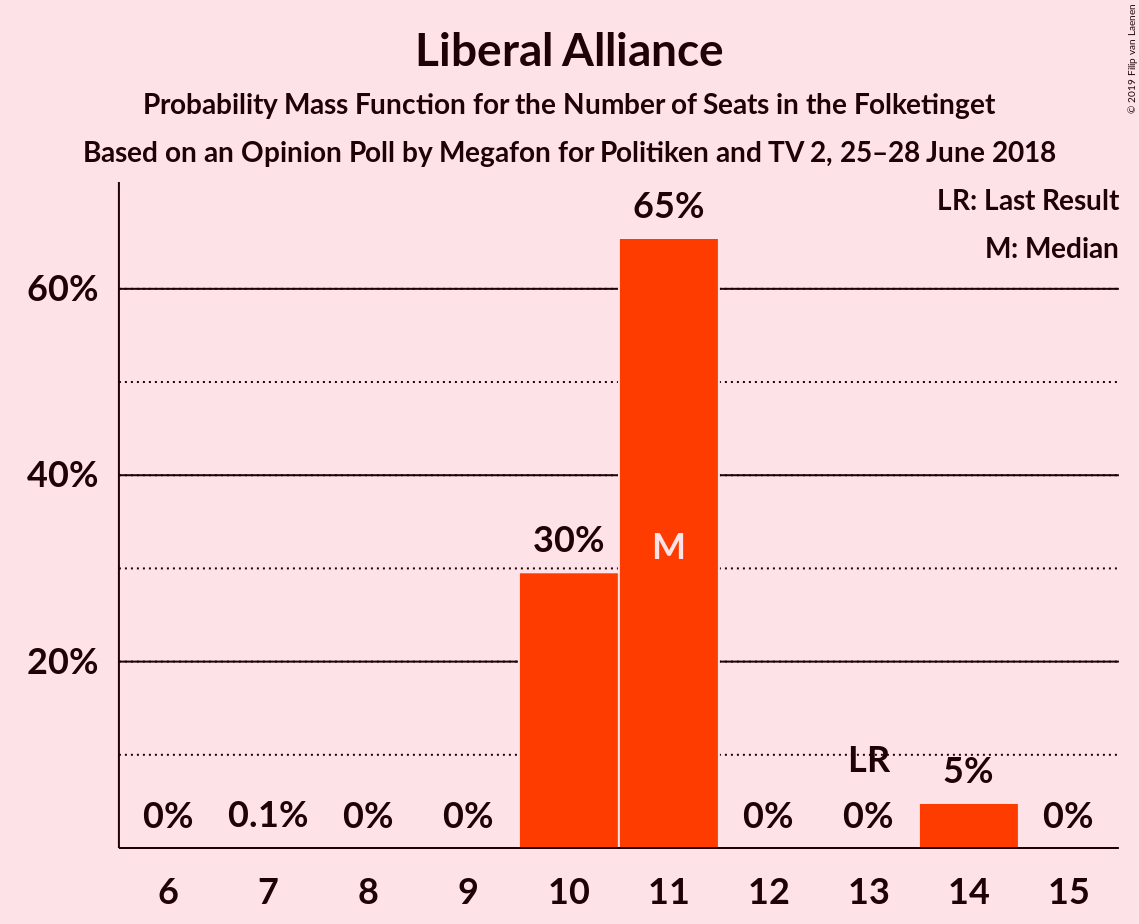 Liberal Alliance
Probability Mass Function for the Number of Seats in the Folketinget
Based on an Opinion Poll by Megafon for Politiken and TV 2, 25–28 June 2018
© 2019 Filip van Laenen
LR: Last Result
M: Median
65%
60%
40%
30%
M
20%
LR
5%
0%
0.1%
0%
0%
0%
0%
0%
6
7
8
9
10
11
12
13
14
15